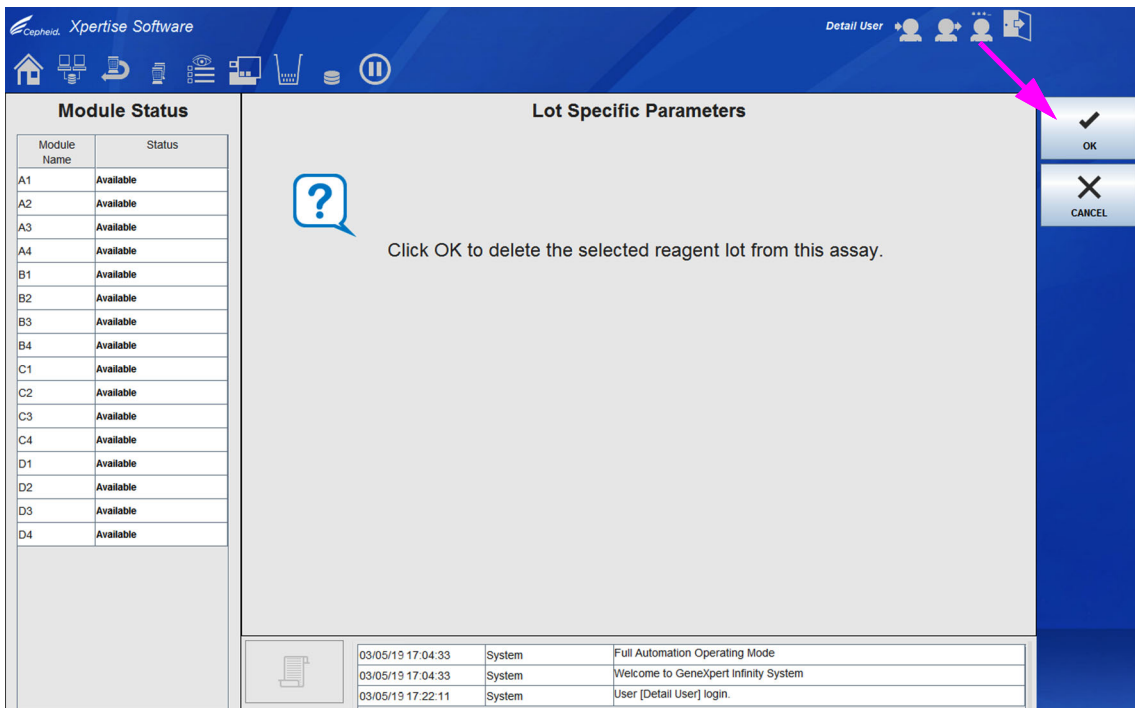 Cepheid. Xpertise Software
Detail User
Module Status
Module Name Status
A1 Available
A2 Available
A3 Available
A4 Available
B1 Available
B2 Available
B3 Available
B4 Available
C1 Available
C2 Available
C3 Available
C4 Available
D1 Available
D2 Available
D3 Available
D4 Available
Lot Specific Parameters
?
Click OK to delete the selected reagent lot from this assay.
OK
CANCEL
03/05/19 17:04:33 System Full Automation Operating Mode
03/05/19 17:04:33 System Welcome to GeneXpert Infinity System
03/05/19 17:22:11 System User [Detail User] login.